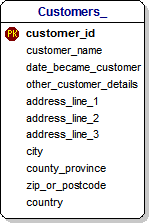 Customers_
PK customer_id
customer_name
date_became_customer
other_customer_details
address_line_1
address_line_2
address_line_3
city
county_province
zip_or_postcode
country